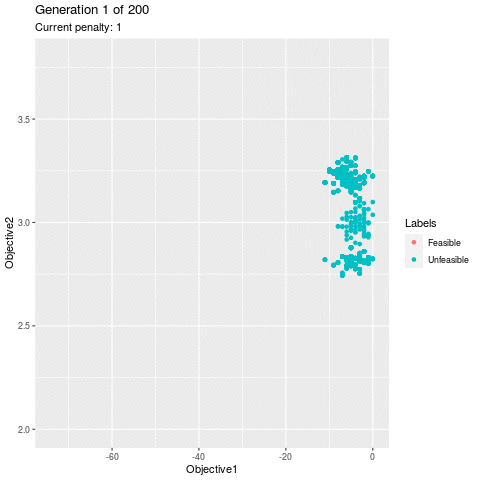 Generation 1 of 200
Current penalty: 1
3.5
3.0
2.5
2.0
Objective2
-60
-40
-20
0
Objective1
Labels
Feasible
Unfeasible